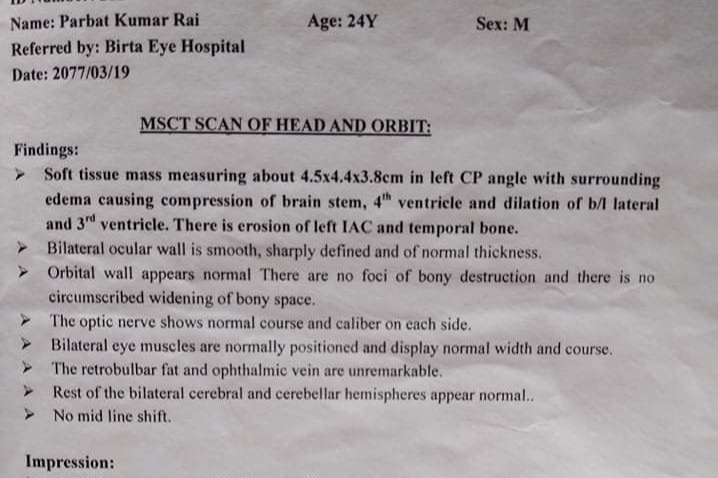 Name: Parbat Kumar Rai Age: 24Y Sex: M
Referred by: Birta Eye Hospital
Date: 2077/03/19
MSCT SCAN OF HEAD AND ORBIT:
Findings:
➢ Soft tissue mass measuring about 4.5x4.4x3.8cm in left CP angle with surrounding
edema causing compression of brain stem, 4th ventricle and dilation of b/l lateral
and 3rd ventricle. There is erosion of left IAC and temporal bone.
➢ Bilateral ocular wall is smooth, sharply defined and of normal thickness.
➢ Orbital wall appears normal There are no foci of bony destruction and there is no
circumscribed widening of bony space.
➢ The optic nerve shows normal course and caliber on each side.
➢ Bilateral eye muscles are normally positioned and display normal width and course.
➢ The retrobulbar fat and ophthalmic vein are unremarkable.
➢ Rest of the bilateral cerebral and cerebellar hemispheres appear normal..
➢ No mid line shift.
Impression: